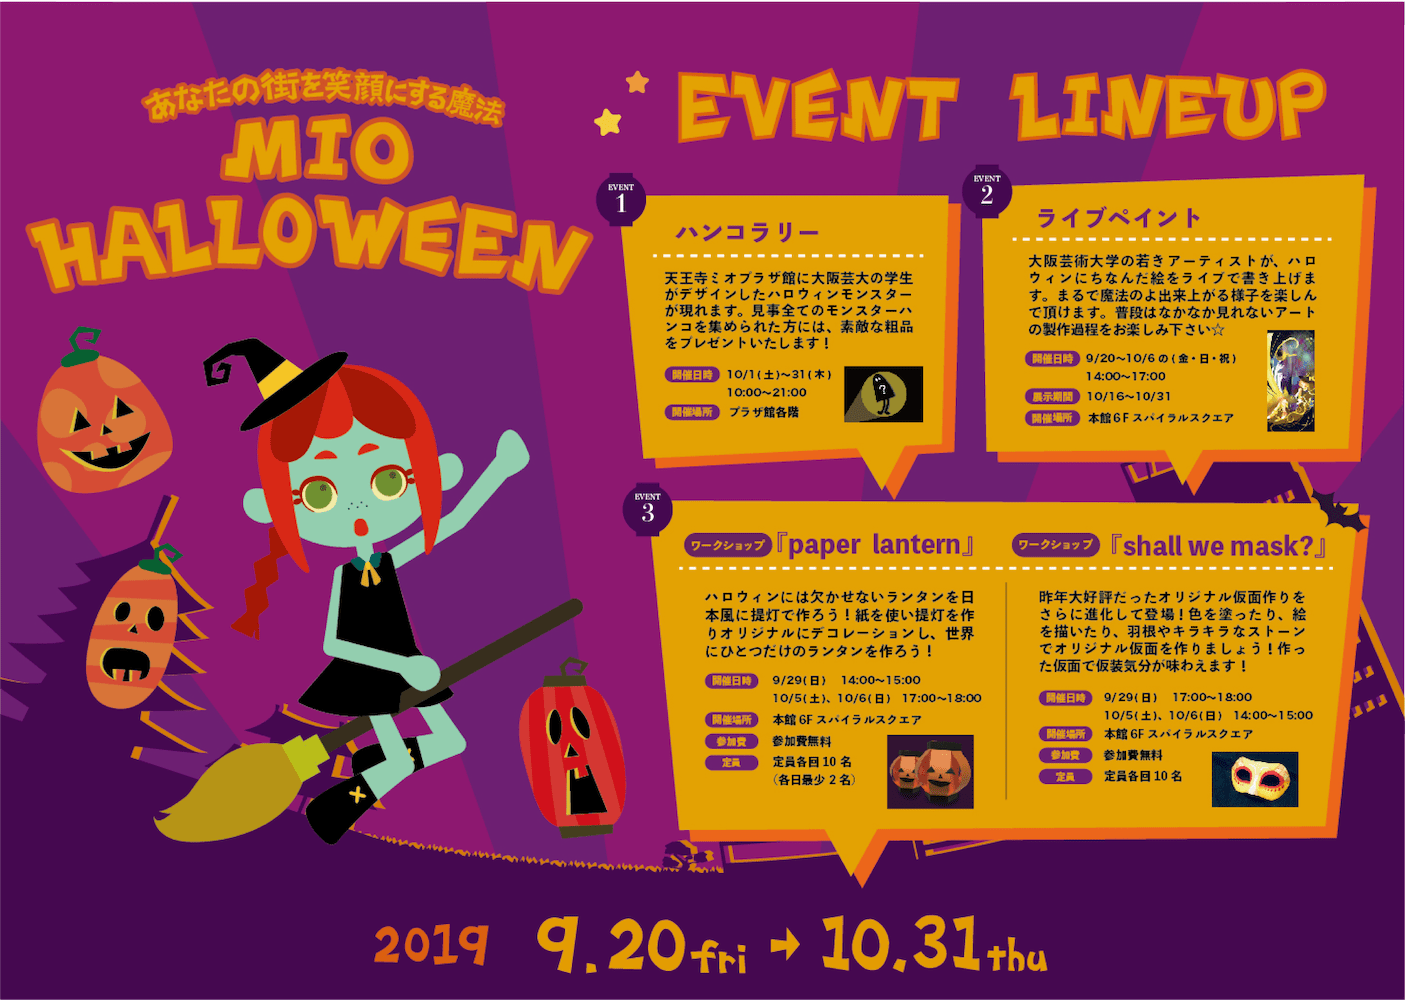 あなたの街を笑顔にする魔法
MIO
HALLOWEEN
EVENT LINEUP
EVENT
1
ハンコラリー
天王寺ミオプラザ館に大阪芸大の学生
がデザインしたハロウィンモンスター
が現れます。見事全てのモンスターハ
ンコを集められた方には、素敵な粗品
をプレゼントいたします！
開催日時 10/1(土)〜31(木)
10:00〜21:00
開催場所 プラザ館各階
EVENT
2
ライブペイント
大阪芸術大学の若きアーティストが、ハロ
ウィンにちなんだ絵をライブで書き上げま
す。まるで魔法のよ出来上がる様子を楽しん
で頂けます。普段はなかなか見れないアート
の製作過程をお楽しみ下さい☆
開催日時 9/20〜10/6 の(金・日・祝)
14:00〜17:00
展示期間 10/16〜10/31
開催場所 本館6F スパイラルスクエア
EVENT
3
ワークショップ『paper lantern』
ハロウィンには欠かせないランタンを日
本風に提灯で作ろう！紙を使い提灯を作
りオリジナルにデコレーションし、世界
にひとつだけのランタンを作ろう！
開催日時 9/29(日) 14:00〜15:00
10/5(土)、10/6(日) 17:00〜18:00
開催場所 本館 6F スパイラルスクエア
参加費 参加費無料
定員 定員各回 10 名
（各日最少 2 名）
ワークショップ『shall we mask?』
昨年大好評だったオリジナル仮面作りを
さらに進化して登場！色を塗ったり、絵
を描いたり、羽根やキラキラなストーン
でオリジナル仮面を作りましょう！作っ
た仮面で仮装気分が味わえます！
開催日時 9/29(日) 17:00〜18:00
10/5(土)、10/6(日) 14:00〜15:00
開催場所 本館 6F スパイラルスクエア
参加費 参加費無料
定員 定員各回 10 名
2019 9.20 fri → 10.31 thu